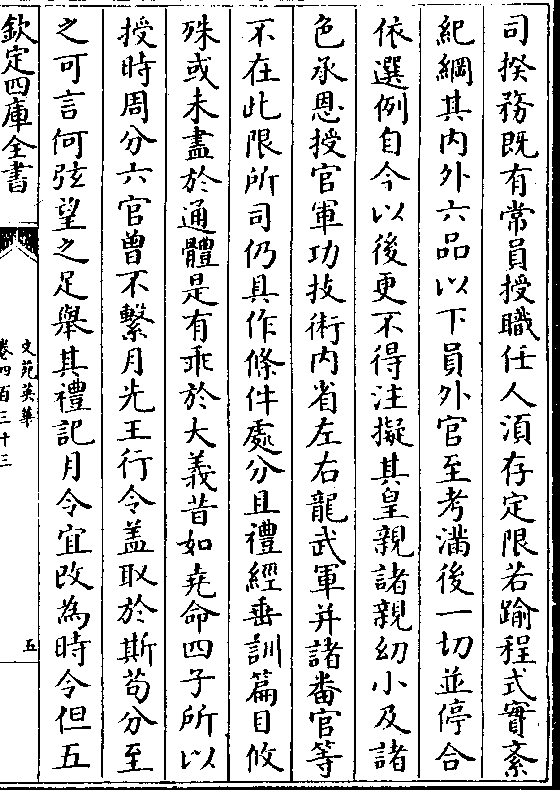 司揆務既有常員授職任人湏存定限若踰程式實紊
紀綱其内外六品以下員外官至考滿後一切並停合
依選例自今以後更不得注擬其皇親諸親幼小及諸
色承恩授官軍功技術内省左右龍武軍并諸番官等
不在此限所司仍具作條件處分且禮經垂訓篇目攸
殊或未盡於通體是有乖於大義昔如堯命四子所以
授時周分六官曾不繫月先王行令盖取於斯苟分至
之可言何弦望之足舉其禮記月令宜改為時令但五
欽定四庫全書
文苑英華
卷四百三十三
五